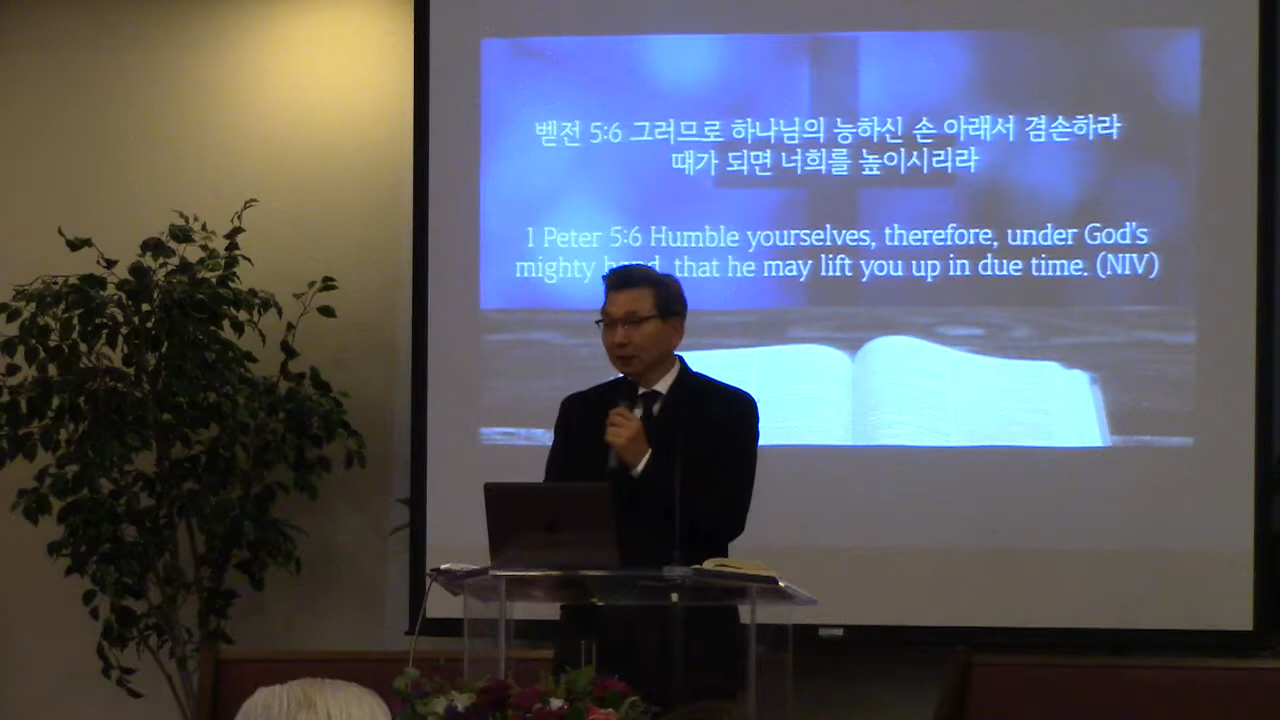 벧전 5:6 그러므로 하나님의 능하신 손 아래서 겸손하라
때가 되면 너희를 높이시리라
1 Peter 5:6 Humble yourselves, therefore, under God's
mighty hand, that he may lift you up in due time. (NIV)